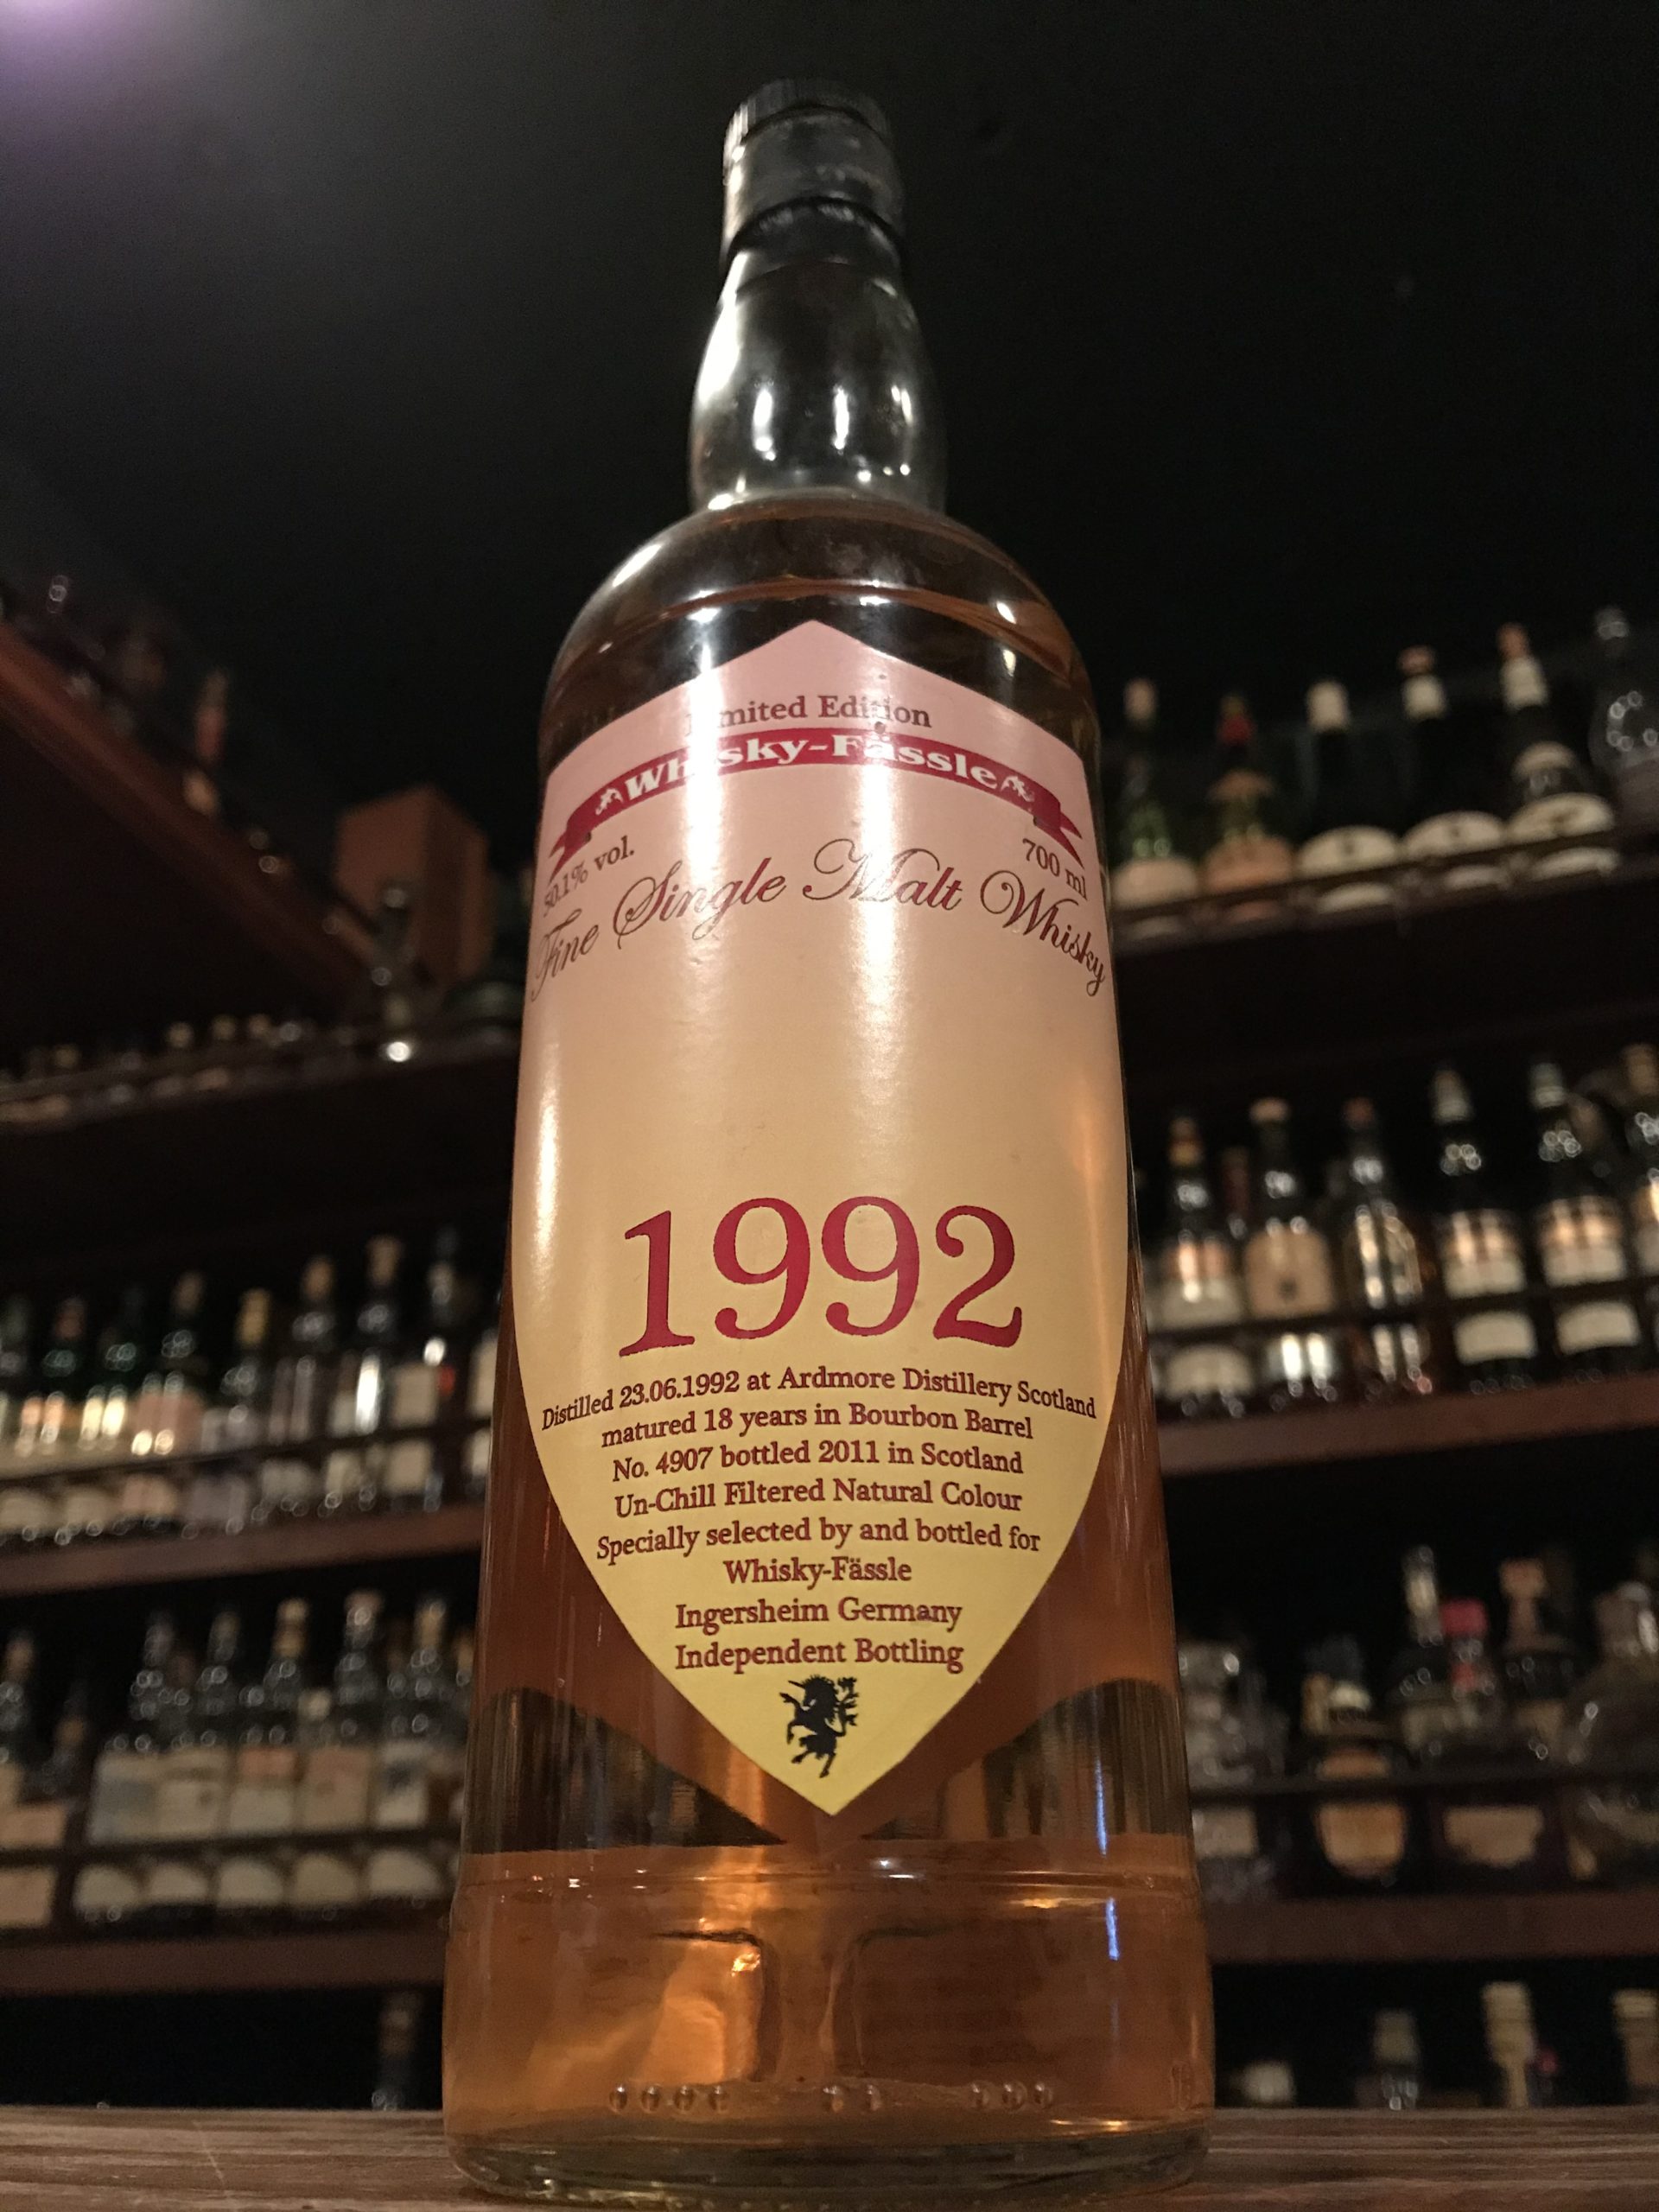 Limited Edition
Whisky-Fässle
50.1% vol.
700 ml
Fine Single Malt Whisky
1992
Distilled 23.06.1992 at Ardmore Distillery Scotland
matured 18 years in Bourbon Barrel
No. 4907 bottled 2011 in Scotland
Un-Chill Filtered Natural Colour
Specially selected by and bottled for
Whisky-Fässle
Ingersheim Germany
Independent Bottling